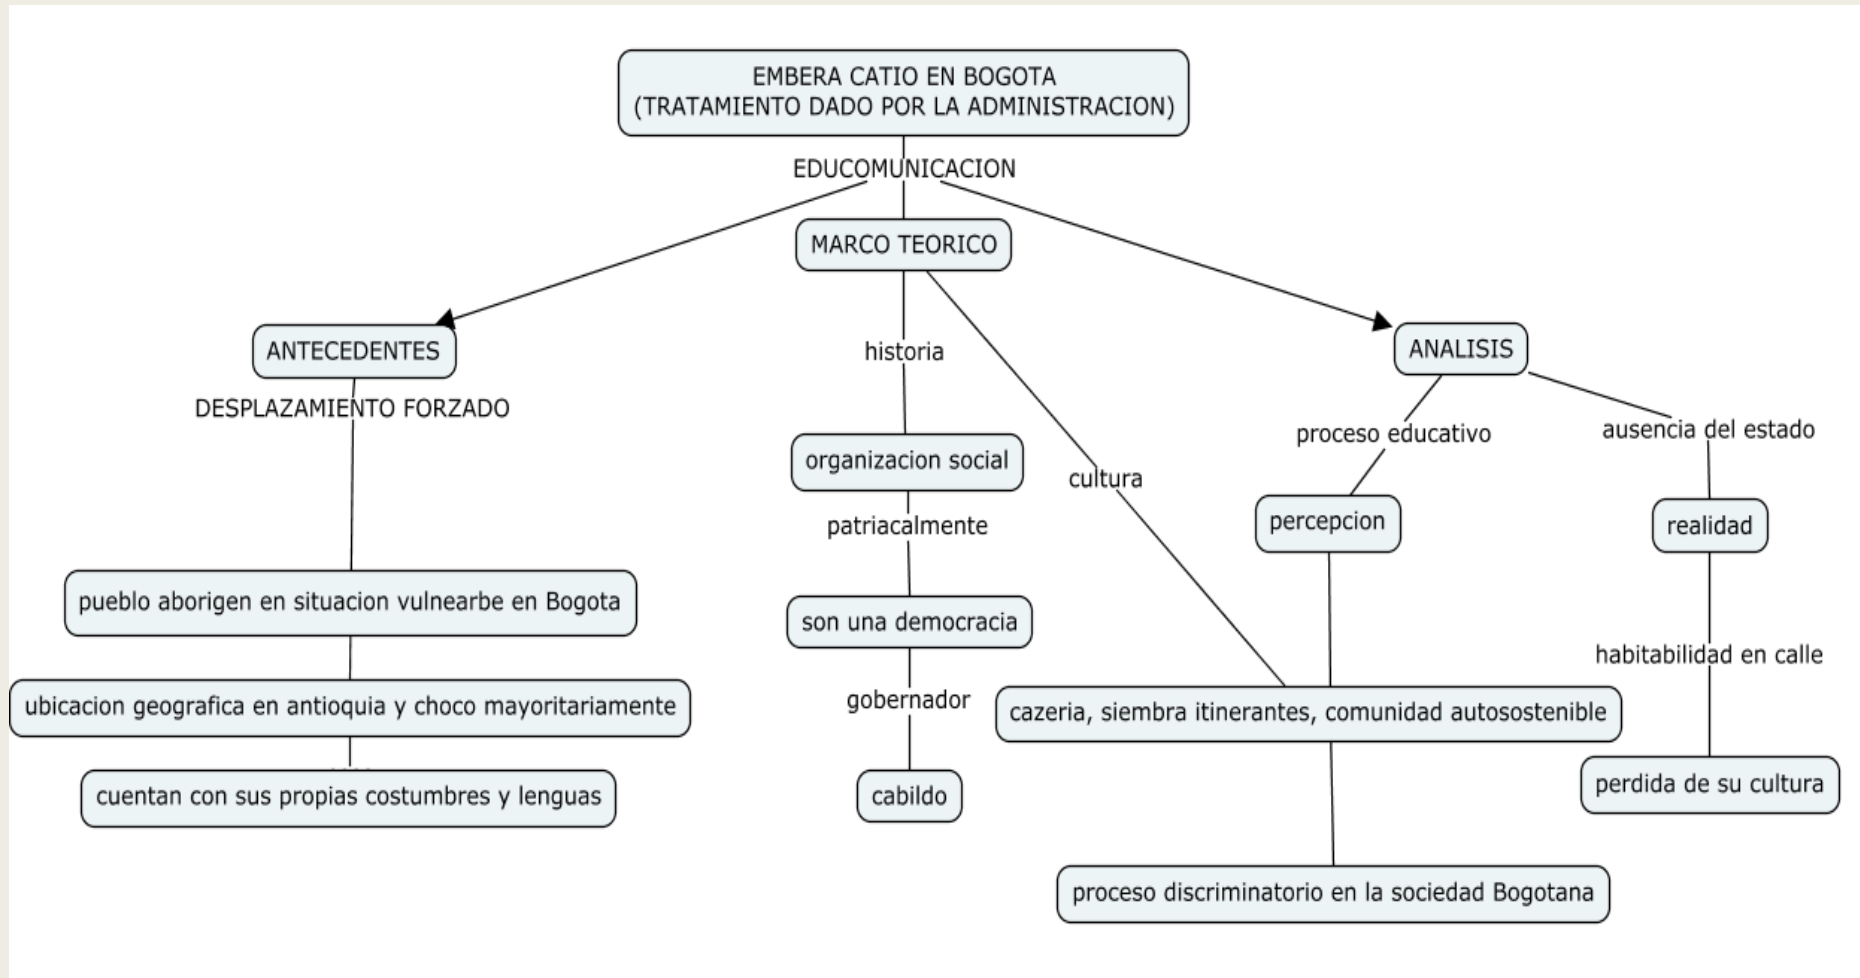 EMBERA CATIO EN BOGOTA
(TRATAMIENTO DADO POR LA ADMINISTRACION)
EDUCOMUNICACION
MARCO TEORICO
ANTECEDENTES
DESPLAZAMIENTO FORZADO
pueblo aborigen en situacion vulnearbe en Bogota
ubicacion geografica en antioquia y choco mayoritariamente
cuentan con sus propias costumbres y lenguas
historia
organizacion social
patriacalmente
son una democracia
gobernador
cabildo
cultura
ANALISIS
proceso educativo
percepcion
cazeria, siembra itinerantes, comunidad autosostenible
proceso discriminatorio en la sociedad Bogotana
ausencia del estado
realidad
habitabilidad en calle
perdida de su cultura